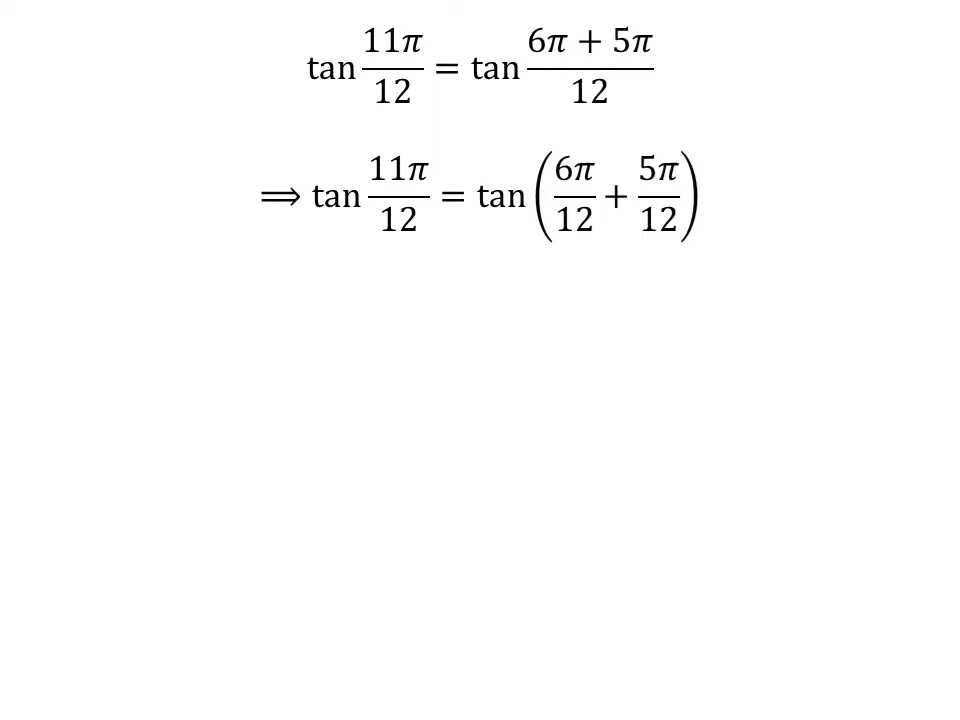 tan 11π/12 = tan (6π + 5π)/12
⟹ tan 11π/12 = tan (6π/12 + 5π/12)